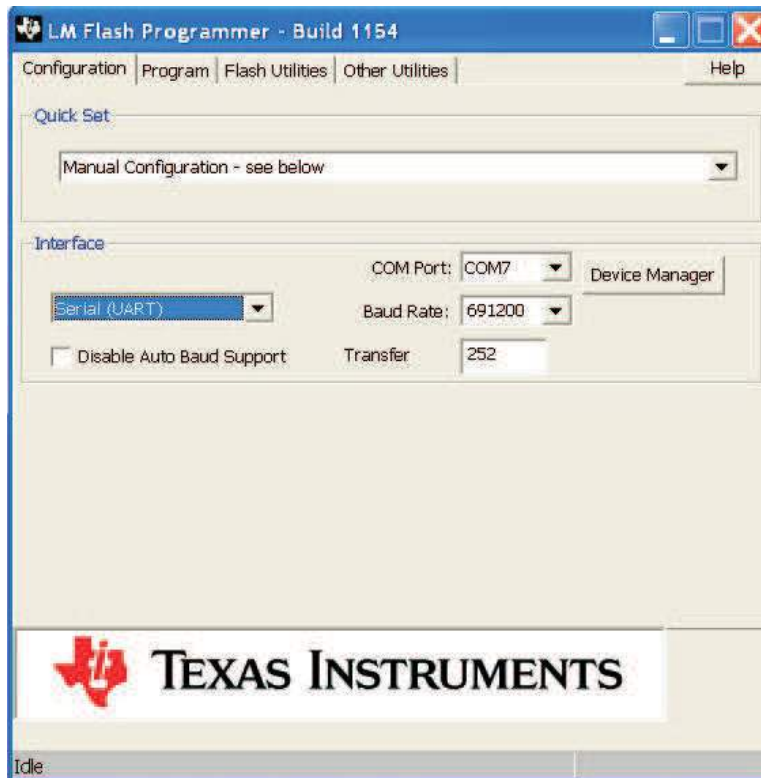 LM Flash Programmer - Build 1154
Configuration Program Flash Utilities Other Utilities Help
Quick Set
Manual Configuration - see below
Interface
COM Port: COM7 Device Manager
Serial (UART) Baud Rate: 691200
Disable Auto Baud Support Transfer 252
TEXAS INSTRUMENTS
Idle